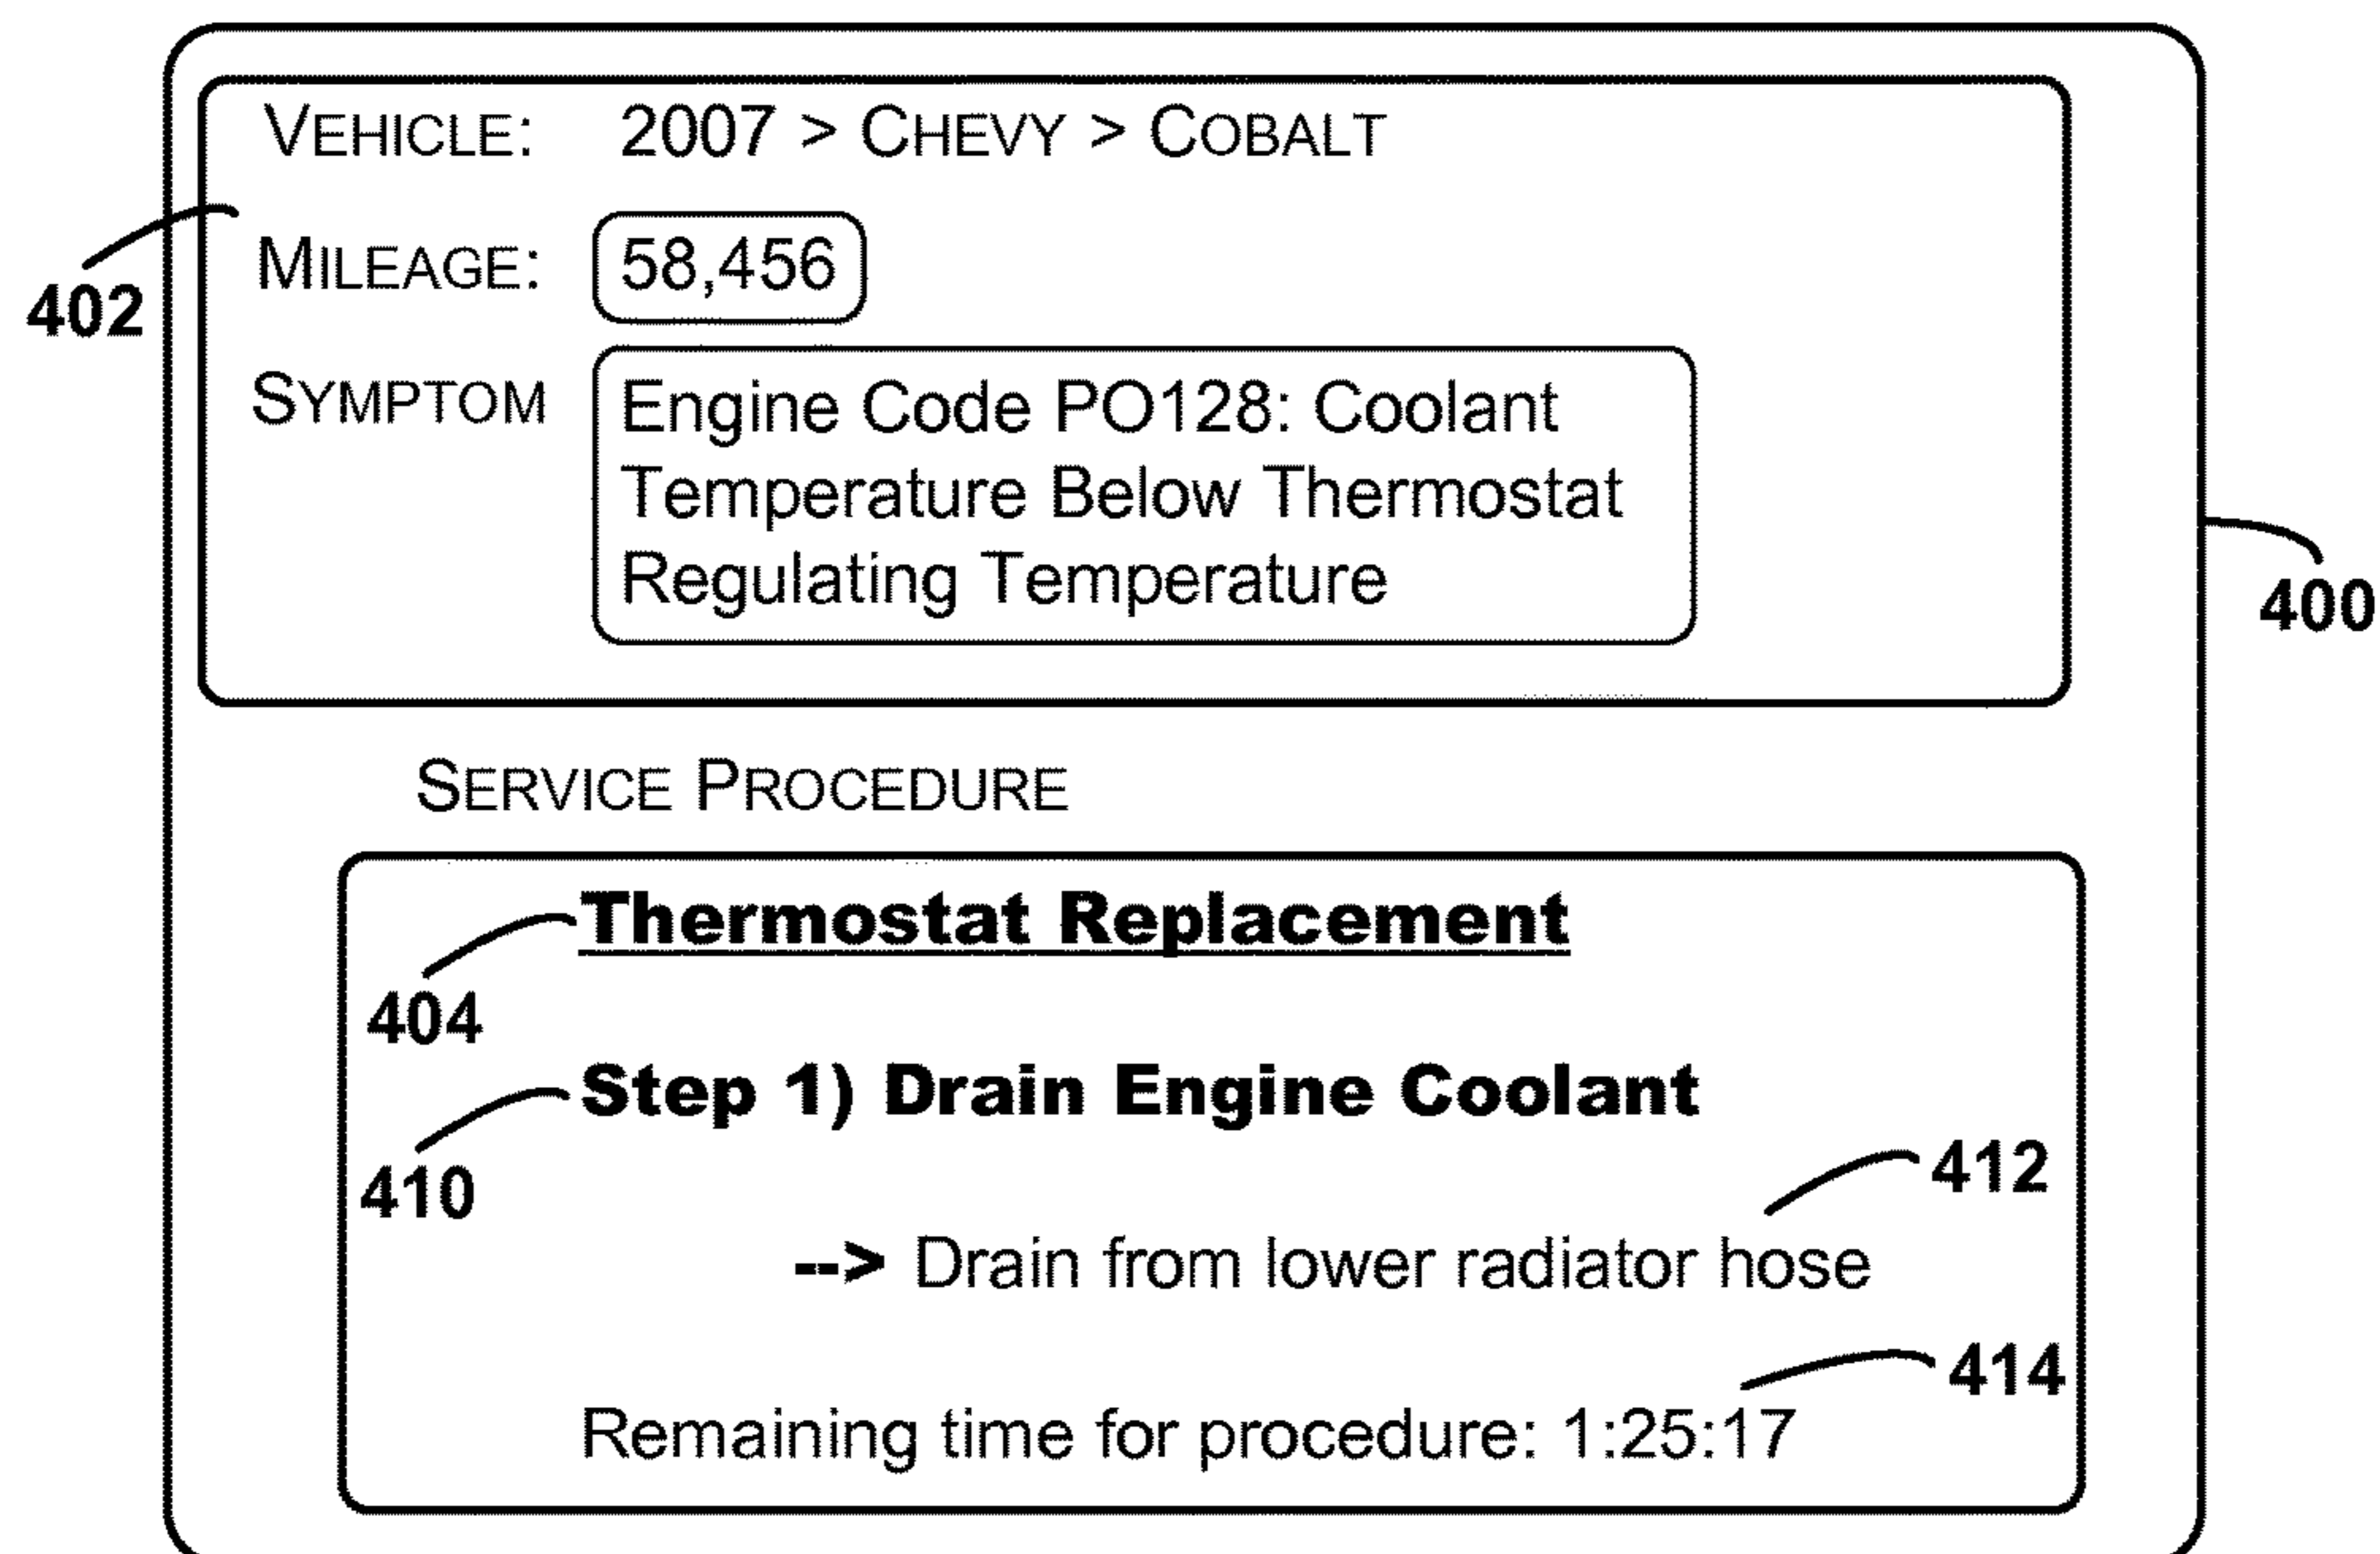 VEHICLE: 2007 > CHEVY > COBALT
MILEAGE: 58,456
402
SYMPTOM Engine Code PO128: Coolant
Temperature Below Thermostat
Regulating Temperature
400
SERVICE PROCEDURE
Thermostat Replacement
404
Step 1) Drain Engine Coolant
410
412
--> Drain from lower radiator hose
414
Remaining time for procedure: 1:25:17